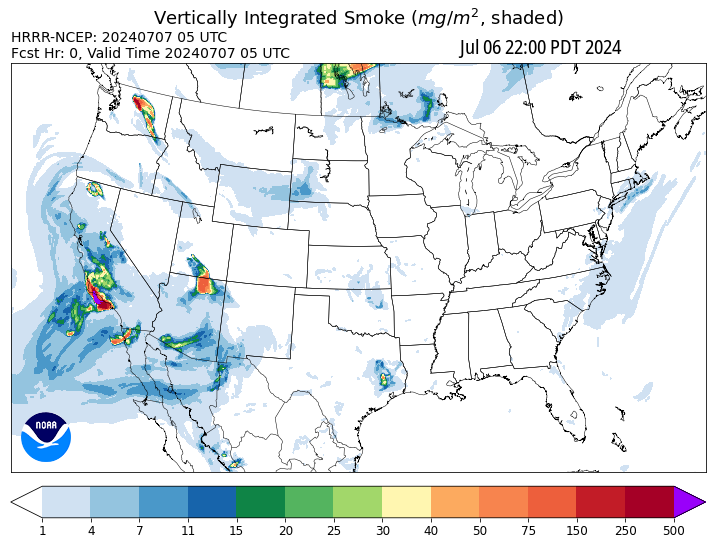 Vertically Integrated Smoke (mg/m², shaded)
HRRR-NCEP: 20240707 05 UTC
Fcst Hr: 0, Valid Time 20240707 05 UTC
Jul 06 22:00 PDT 2024
NOAA
1 4 7 11 15 20 25 30 40 50 75 150 250 500